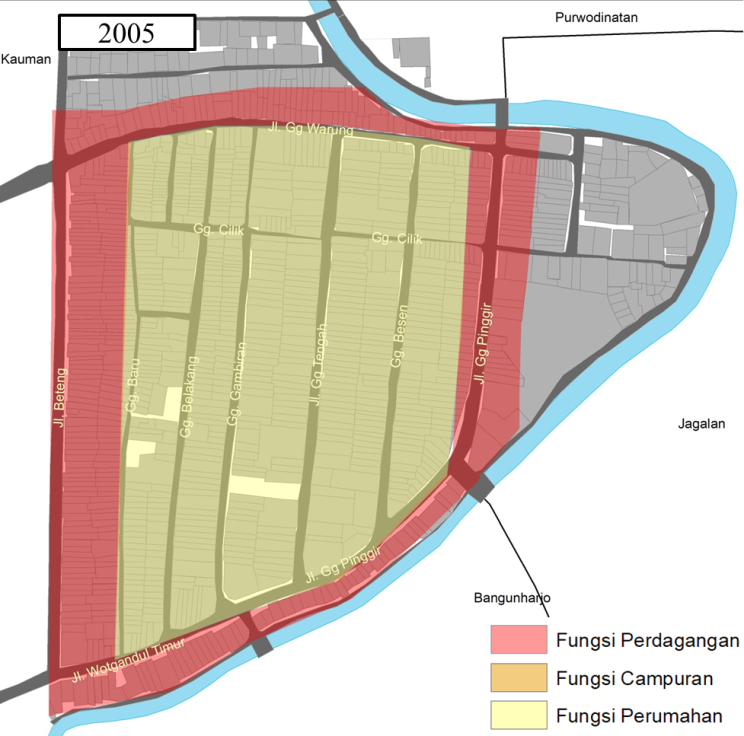 Purwodinatan
2005
Kauman
Jl. Gg Warung
Gg. Cilik
Gg. Cilik
Jl. Beteng
Gg. Baru
Gg. Belakang
Gg. Gambiran
Jl. Gg Tengah
Gg. Besen
Jl. Gg Pinggir
Jagalan
Jl. Gg Pinggir
Bangunharjo
Jl. Wotgandul Timur
Fungsi Perdagangan
Fungsi Campuran
Fungsi Perumahan